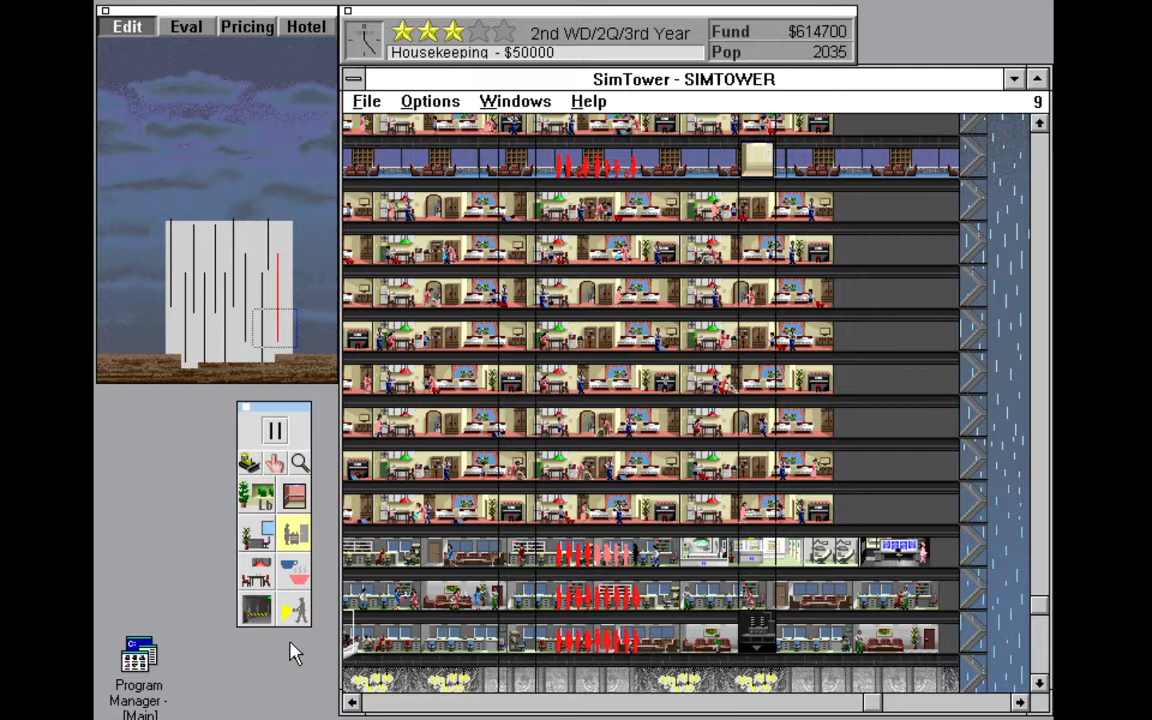 Edit Eval Pricing Hotel
2nd WD/2Q/3rd Year
Housekeeping - $50000
Fund $614700
Pop 2035
SimTower - SIMTOWER
File Options Windows Help 9
Lb
Program
Manager -
[Main]